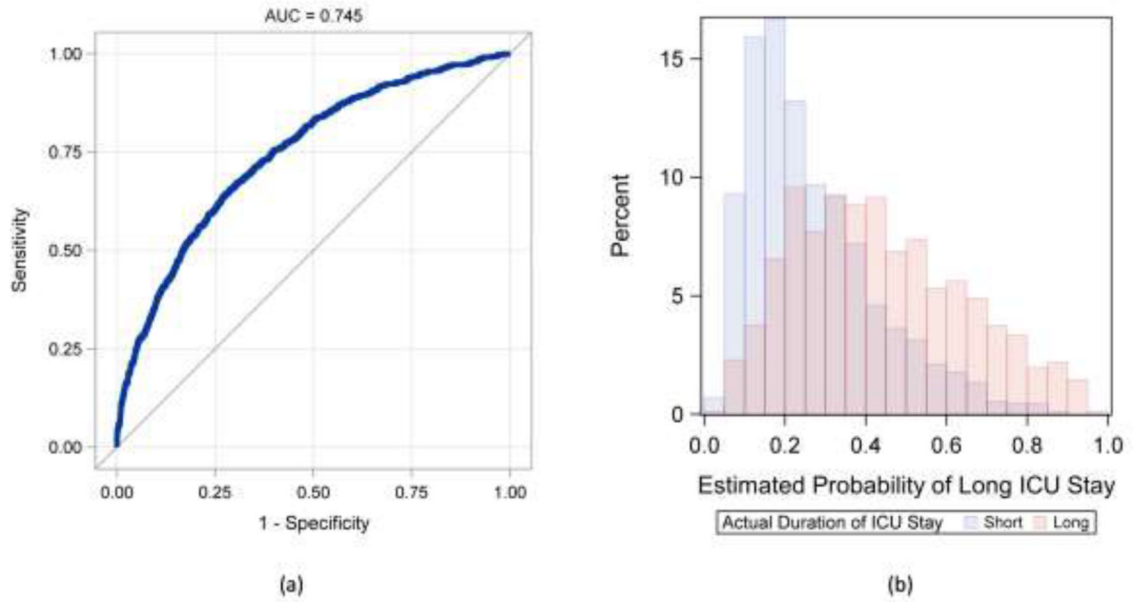 AUC = 0.745
1.00
0.75
0.50
0.25
0.00
Sensitivity
0.00 0.25 0.50 0.75 1.00
1 - Specificity
(a)
15
10
5
0
Percent
0.0 0.2 0.4 0.6 0.8 1.0
Estimated Probability of Long ICU Stay
Actual Duration of ICU Stay Short Long
(b)